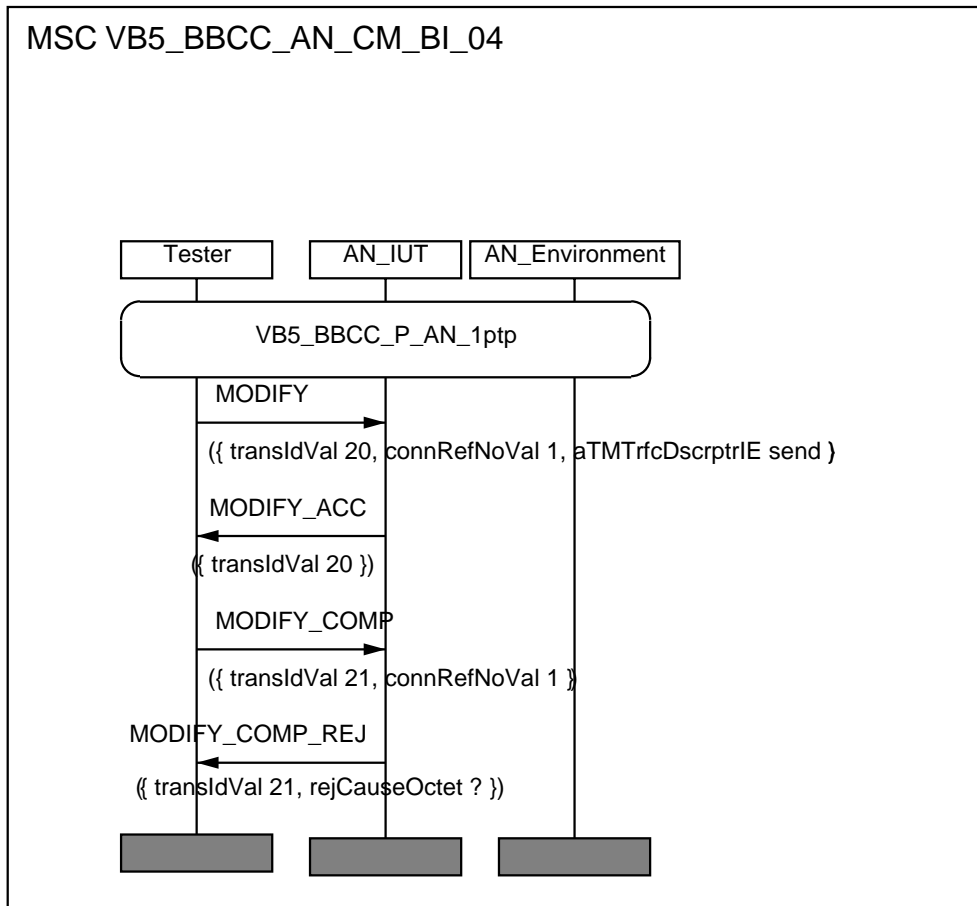 MSC VB5_BBCC_AN_CM_BI_04
Tester AN_IUT AN_Environment
VB5_BBCC_P_AN_1ptp
MODIFY
({ transIdVal 20, connRefNoVal 1, aTMTrfcDscrptrIE send })
MODIFY_ACC
({ transIdVal 20 })
MODIFY_COMP
({ transIdVal 21, connRefNoVal 1 })
MODIFY_COMP_REJ
({ transIdVal 21, rejCauseOctet ? })